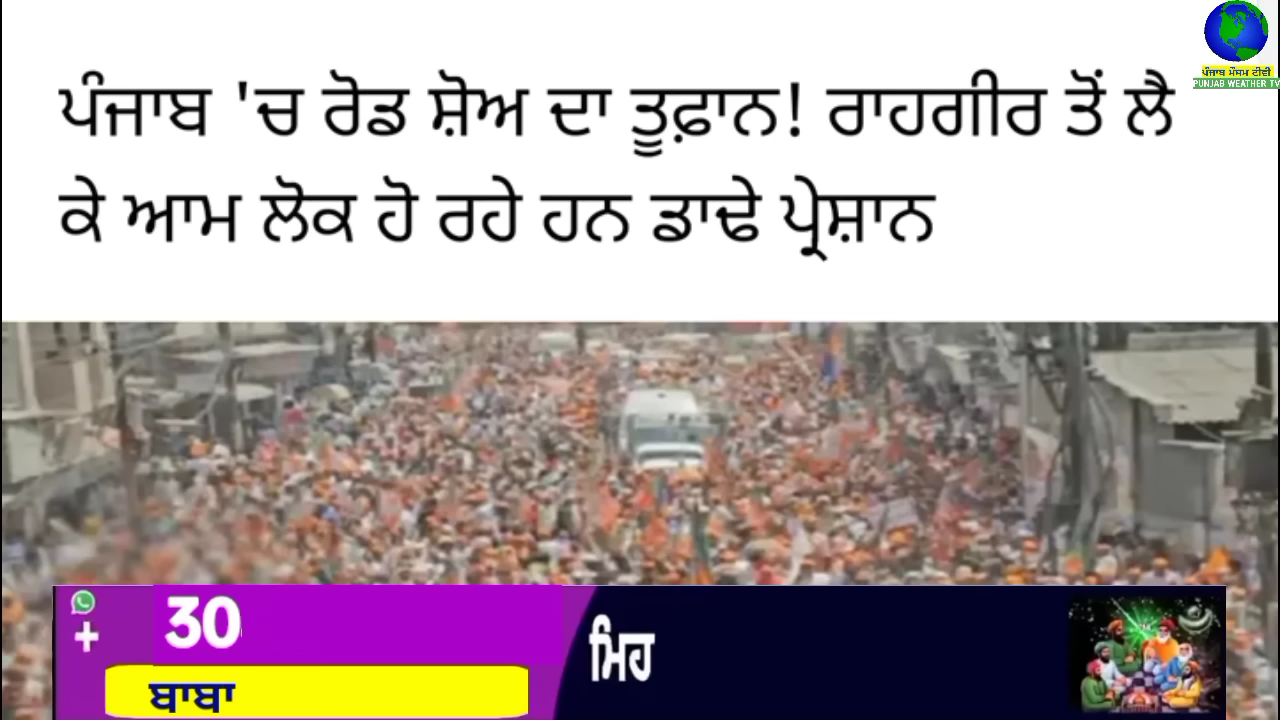 ਪੰਜਾਬ ਮੌਸਮ ਟੀਵੀ
PUNJAB WEATHER TV
ਪੰਜਾਬ 'ਚ ਰੋਡ ਸ਼ੋਅ ਦਾ ਤੂਫ਼ਾਨ! ਰਾਹਗੀਰ ਤੋਂ ਲੈ
ਕੇ ਆਮ ਲੋਕ ਹੋ ਰਹੇ ਹਨ ਡਾਢੇ ਪ੍ਰੇਸ਼ਾਨ
+ 30
ਬਾਬਾ
ਮਿਹ